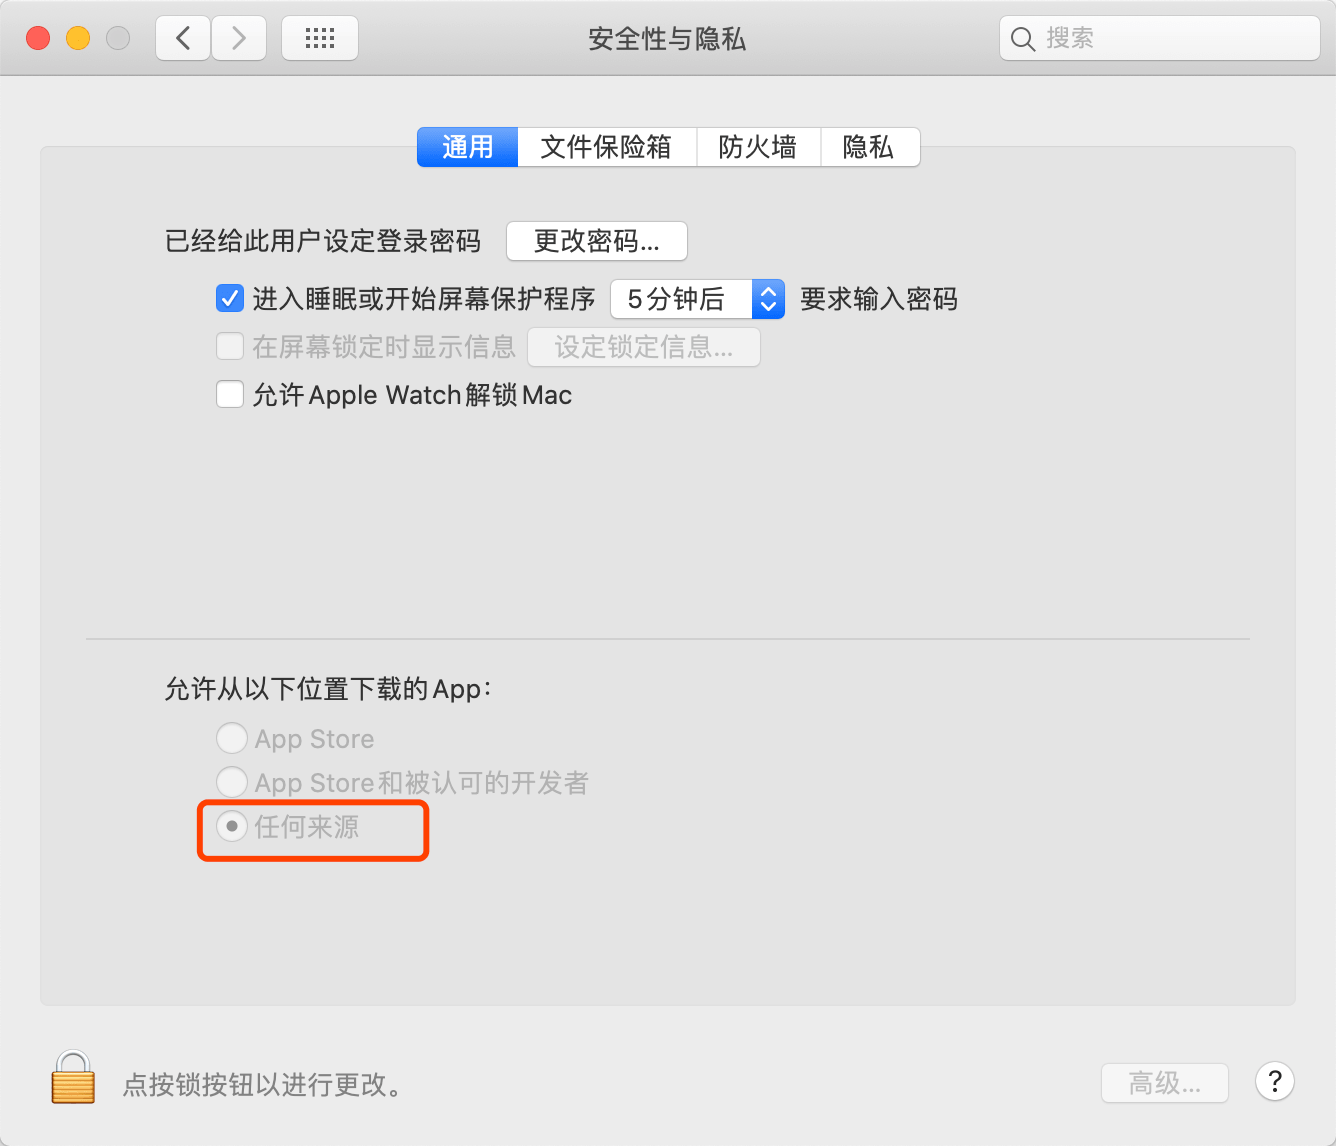 安全性与隐私
搜索
通用 文件保险箱 防火墙 隐私
已经给此用户设定登录密码 更改密码...
进入睡眠或开始屏幕保护程序 5分钟后 要求输入密码
在屏幕锁定时显示信息 设定锁定信息...
允许Apple Watch解锁Mac
允许从以下位置下载的App：
App Store
App Store和被认可的开发者
任何来源
点按锁按钮以进行更改。
高级... ?